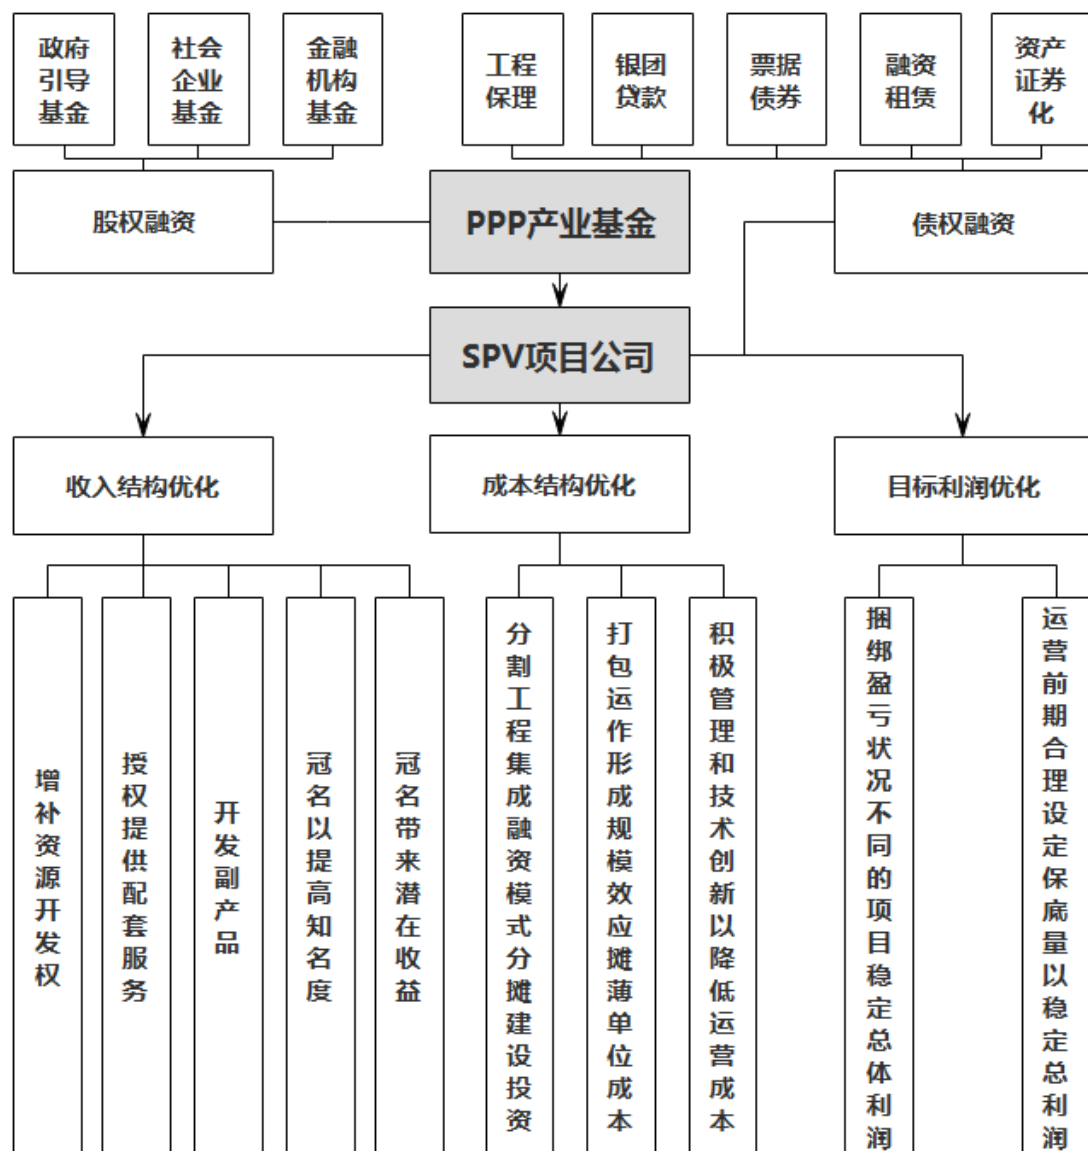 政府
引导
基金
社会
企业
基金
金融
机构
基金
工程
保理
银团
贷款
票据
债券
融资
租赁
资产
证券
化
股权融资
PPP产业基金
债权融资
SPV项目公司
收入结构优化
成本结构优化
目标利润优化
增补资源开发权
授权提供配套服务
开发副产品
冠名以提高知名度
冠名带来潜在收益
分割工程集成融资模式分摊建设投资
打包运作形成规模效应摊薄单位成本
积极管理和技术创新以降低运营成本
捆绑盈亏状况不同的项目稳定总体利润
运营前期合理设定保底量以稳定总利润